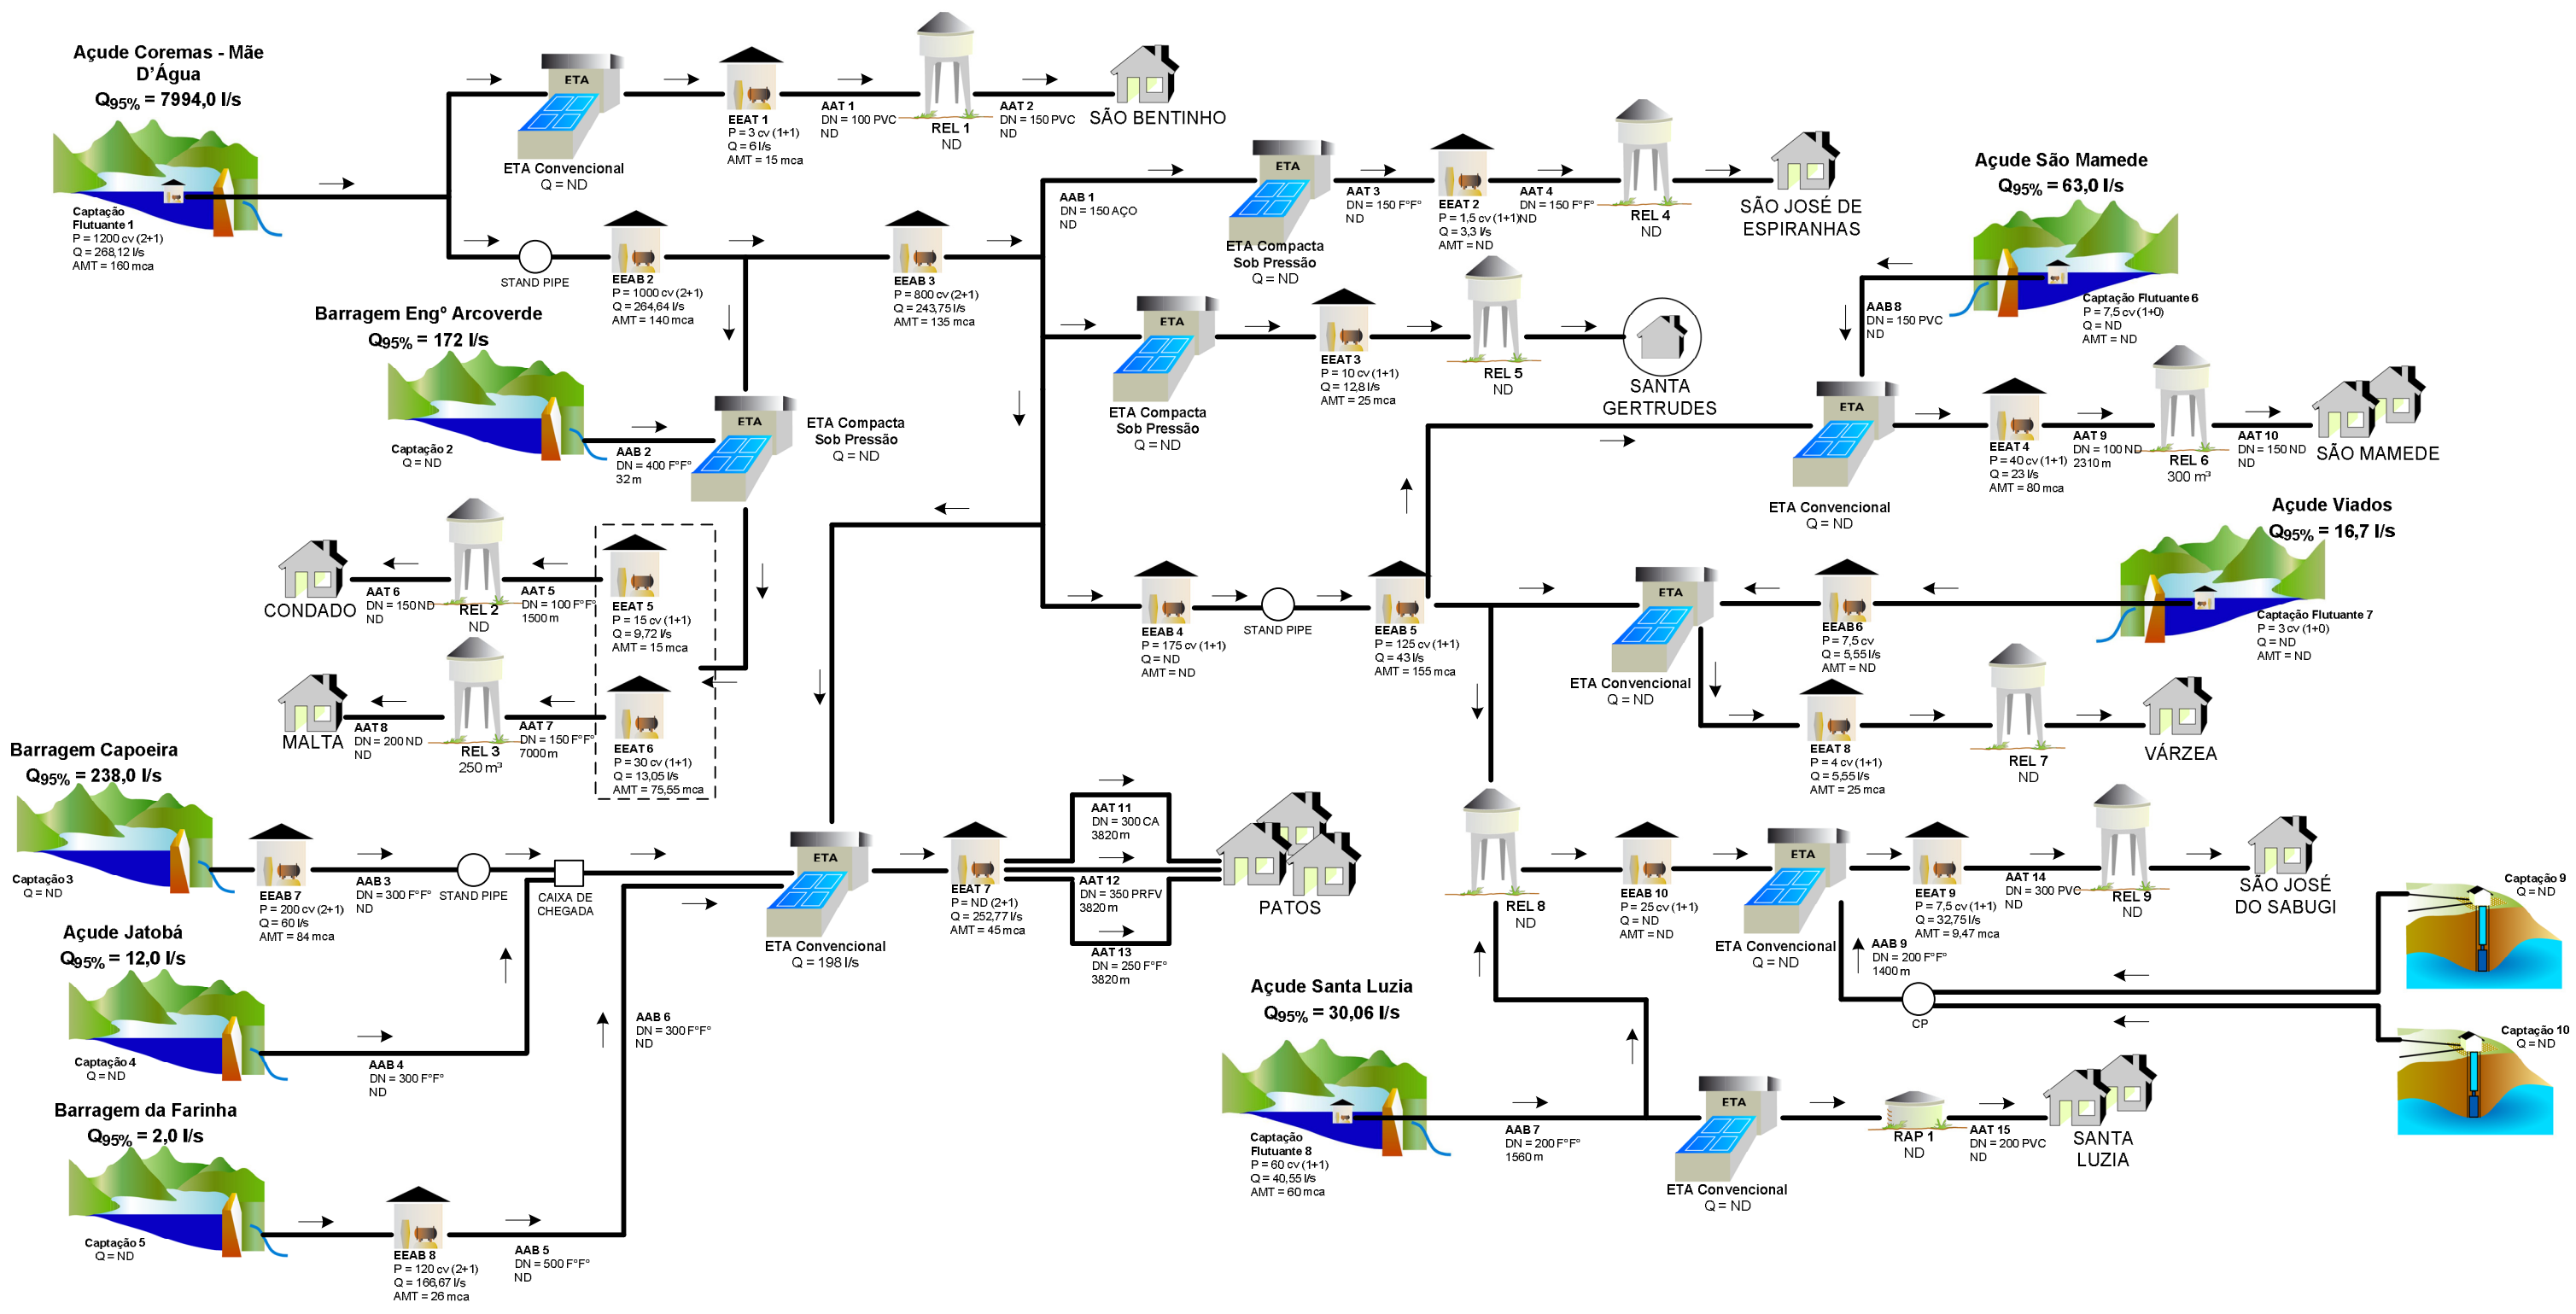 Açude Coremas - Mãe
D'Água
Q95% = 7994,0 l/s
Captação
Flutuante 1
P = 1200 cv (2+1)
Q = 268,12 l/s
AMT = 160 mca
ETA
ETA Convencional
Q = ND
EEAT 1
P = 3 cv (1+1)
Q = 6 l/s
AMT = 15 mca
AAT 1
DN = 100 PVC
ND
REL 1
ND
AAT 2
DN = 150 PVC
ND
SÃO BENTINHO
STAND PIPE
EEAB 2
P = 1000 cv (2+1)
Q = 264,64 l/s
AMT = 140 mca
EEAB 3
P = 800 cv (2+1)
Q = 243,75 l/s
AMT = 135 mca
AAB 1
DN = 150 AÇO
ND
ETA
ETA Compacta
Sob Pressão
Q = ND
AAT 3
DN = 150 F°F°
ND
EEAT 2
P = 1,5 cv (1+1)
Q = 3,3 l/s
AMT = ND
AAT 4
DN = 150 F°F°
ND
REL 4
ND
SÃO JOSÉ DE
ESPIRANHAS
Açude São Mamede
Q95% = 63,0 l/s
Captação Flutuante 6
P = 7,5 cv (1+0)
Q = ND
AMT = ND
AAB 8
DN = 150 PVC
ND
Barragem Engº Arcoverde
Q95% = 172 l/s
Captação 2
Q = ND
AAB 2
DN = 400 F°F°
32 m
ETA
ETA Compacta
Sob Pressão
Q = ND
ETA
ETA Compacta
Sob Pressão
Q = ND
EEAT 3
P = 10 cv (1+1)
Q = 12,8 l/s
AMT = 25 mca
REL 5
ND
SANTA
GERTRUDES
ETA
ETA Convencional
Q = ND
EEAT 4
P = 40 cv (1+1)
Q = 23 l/s
AMT = 80 mca
AAT 9
DN = 100 ND
2310 m
REL 6
300 m³
AAT 10
DN = 150 ND
ND
SÃO MAMEDE
CONDADO
AAT 6
DN = 150 ND
ND
REL 2
ND
AAT 5
DN = 100 F°F°
1500 m
EEAT 5
P = 15 cv (1+1)
Q = 9,72 l/s
AMT = 15 mca
MALTA
AAT 8
DN = 200 ND
ND
REL 3
250 m³
AAT 7
DN = 150 F°F°
7000 m
EEAT 6
P = 30 cv (1+1)
Q = 13,05 l/s
AMT = 75,55 mca
EEAB 4
P = 175 cv (1+1)
Q = ND
AMT = ND
STAND PIPE
EEAB 5
P = 125 cv (1+1)
Q = 43 l/s
AMT = 155 mca
ETA
ETA Convencional
Q = ND
EEAB 6
P = 7,5 cv
Q = 5,55 l/s
AMT = ND
Açude Viados
Q95% = 16,7 l/s
Captação Flutuante 7
P = 3 cv (1+0)
Q = ND
AMT = ND
EEAT 8
P = 4 cv (1+1)
Q = 5,55 l/s
AMT = 25 mca
REL 7
ND
VÁRZEA
Barragem Capoeira
Q95% = 238,0 l/s
Captação 3
Q = ND
EEAB 7
P = 200 cv (2+1)
Q = 60 l/s
AMT = 84 mca
AAB 3
DN = 300 F°F°
ND
STAND PIPE
CAIXA DE
CHEGADA
ETA
ETA Convencional
Q = 198 l/s
EEAT 7
P = ND (2+1)
Q = 252,77 l/s
AMT = 45 mca
AAT 11
DN = 300 CA
3820 m
AAT 12
DN = 350 PRFV
3820 m
AAT 13
DN = 250 F°F°
3820 m
PATOS
REL 8
ND
EEAB 10
P = 25 cv (1+1)
Q = ND
AMT = ND
ETA
ETA Convencional
Q = ND
EEAT 9
P = 7,5 cv (1+1)
Q = 32,75 l/s
AMT = 9,47 mca
AAT 14
DN = 300 PVC
ND
REL 9
ND
SÃO JOSÉ
DO SABUGI
AAB 9
DN = 200 F°F°
1400 m
CP
Captação 9
Q = ND
Captação 10
Q = ND
Açude Jatobá
Q95% = 12,0 l/s
Captação 4
Q = ND
AAB 4
DN = 300 F°F°
ND
AAB 6
DN = 300 F°F°
ND
Barragem da Farinha
Q95% = 2,0 l/s
Captação 5
Q = ND
EEAB 8
P = 120 cv (2+1)
Q = 166,67 l/s
AMT = 26 mca
AAB 5
DN = 500 F°F°
ND
Açude Santa Luzia
Q95% = 30,06 l/s
Captação
Flutuante 8
P = 60 cv (1+1)
Q = 40,55 l/s
AMT = 60 mca
AAB 7
DN = 200 F°F°
1560 m
ETA
ETA Convencional
Q = ND
RAP 1
ND
AAT 15
DN = 200 PVC
ND
SANTA
LUZIA